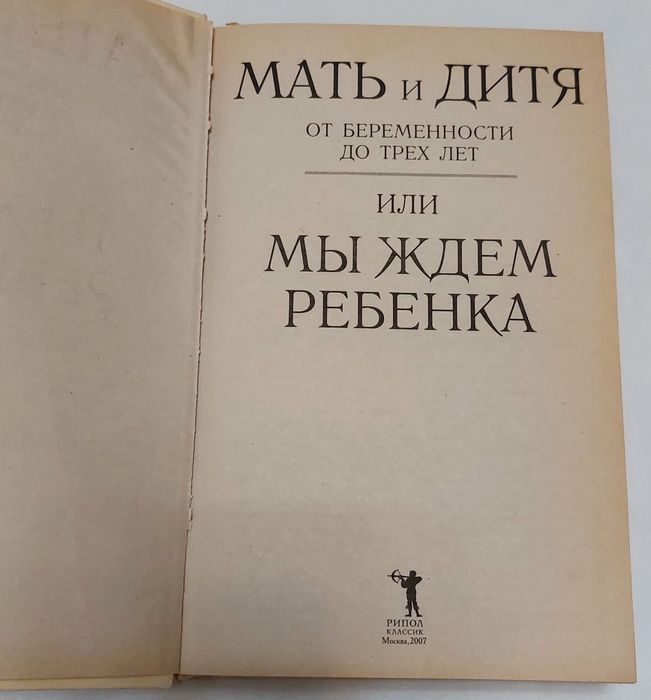 МАТЬ и ДИТЯ
ОТ БЕРЕМЕННОСТИ
ДО ТРЕХ ЛЕТ
ИЛИ
МЫ ЖДЕМ
РЕБЕНКА
РИПОЛ
КЛАССИК
Москва, 2007